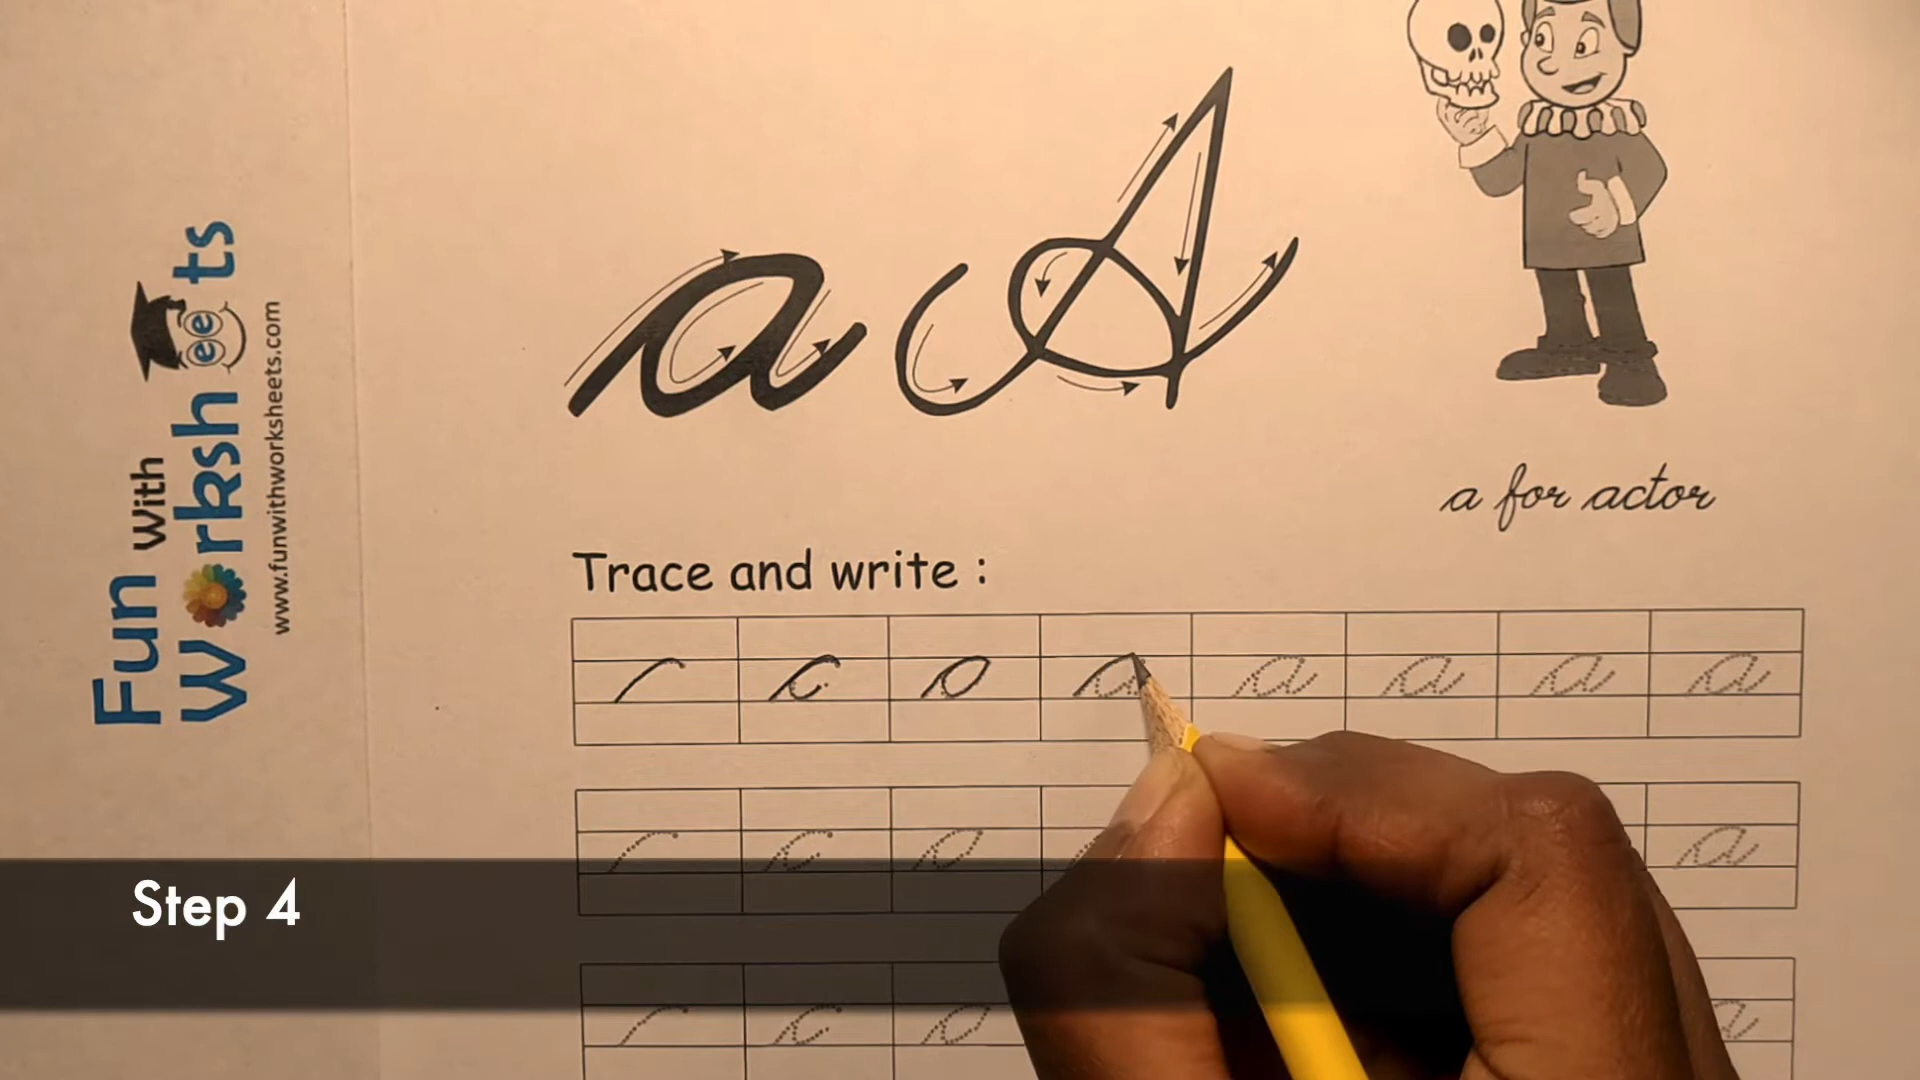 Fun with Worksheets
www.funwithworksheets.com
a A
a for actor
Trace and write :
a a a a a
a
a
Step 4